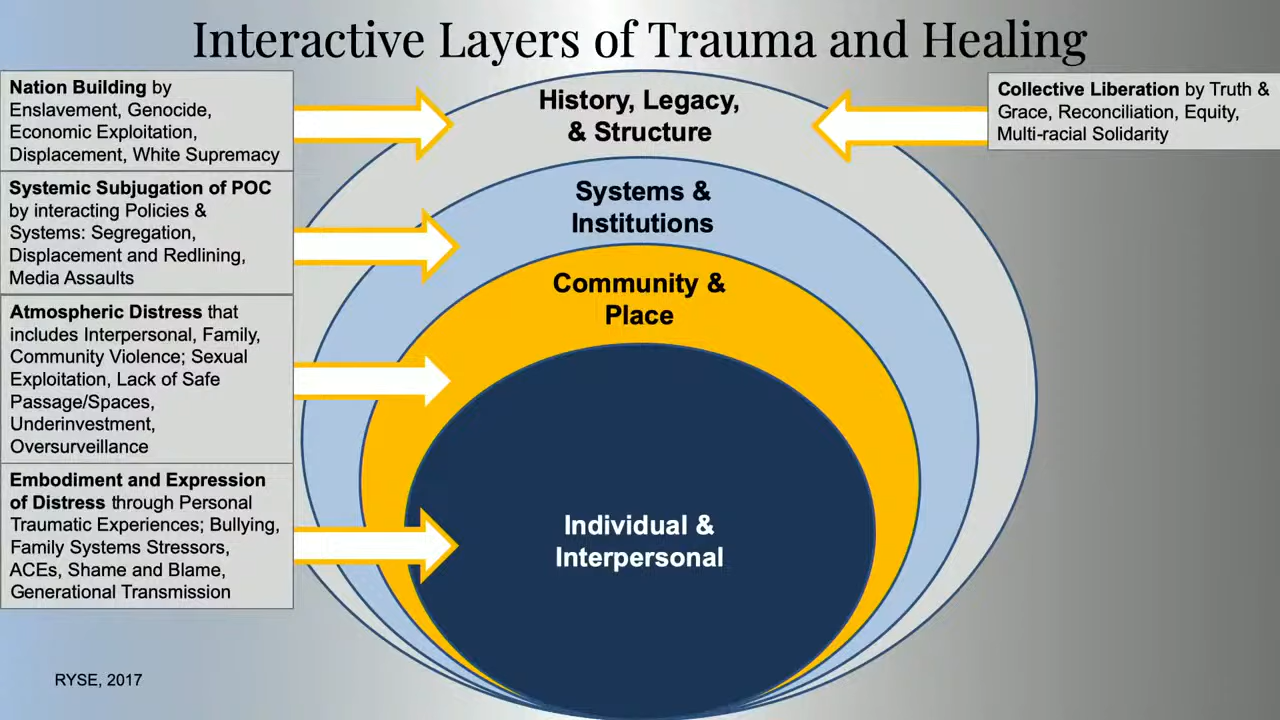 Interactive Layers of Trauma and Healing
Nation Building by
Enslavement, Genocide,
Economic Exploitation,
Displacement, White Supremacy
Systemic Subjugation of POC
by interacting Policies &
Systems: Segregation,
Displacement and Redlining,
Media Assaults
Atmospheric Distress that
includes Interpersonal, Family,
Community Violence; Sexual
Exploitation, Lack of Safe
Passage/Spaces,
Underinvestment,
Oversurveillance
Embodiment and Expression
of Distress through Personal
Traumatic Experiences; Bullying,
Family Systems Stressors,
ACEs, Shame and Blame,
Generational Transmission
History, Legacy,
& Structure
Systems &
Institutions
Community &
Place
Individual &
Interpersonal
Collective Liberation by Truth &
Grace, Reconciliation, Equity,
Multi-racial Solidarity
RYSE, 2017